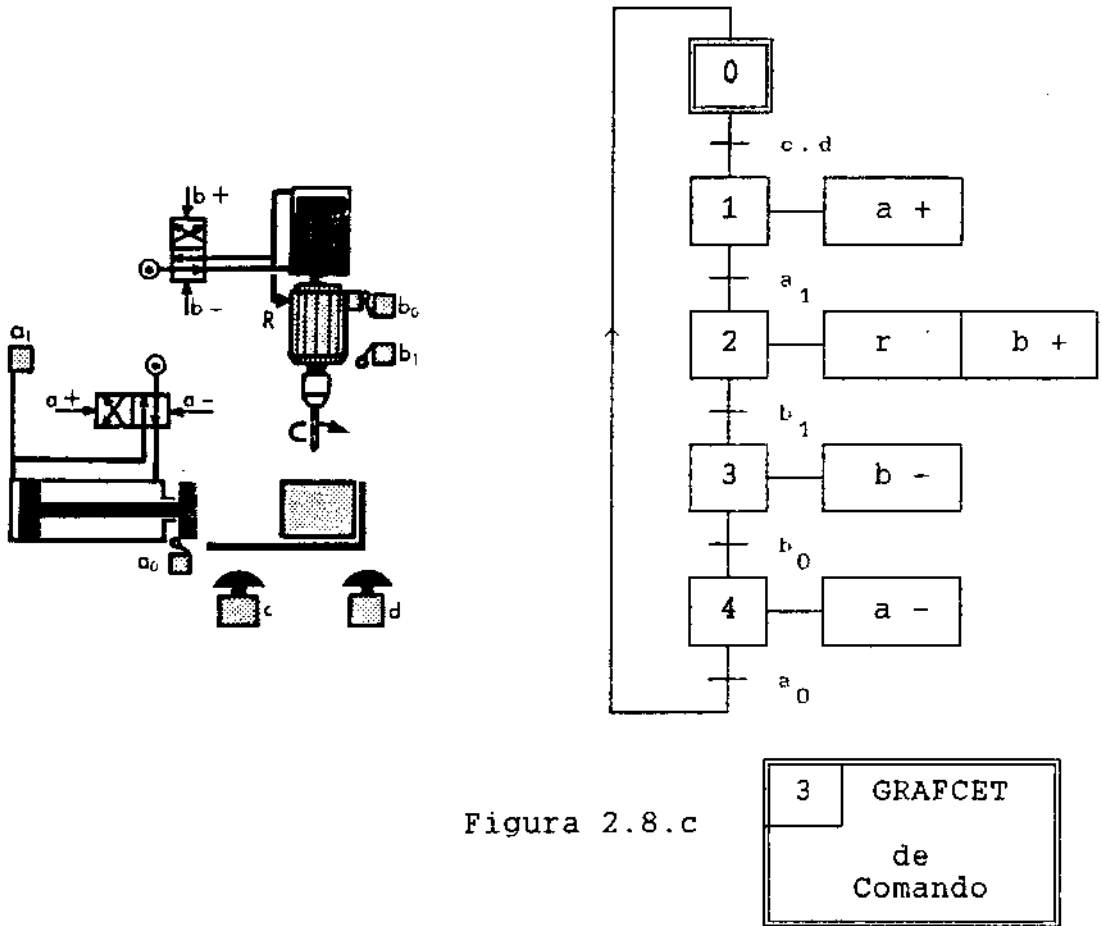 b+
b-
R
b0
b1
a1
a+
a-
a0
c
d
0
c.d
1
a +
a1
2
r
b +
b1
3
b -
b0
4
a -
a0
Figura 2.8.c
3
GRAFCET
de
Comando